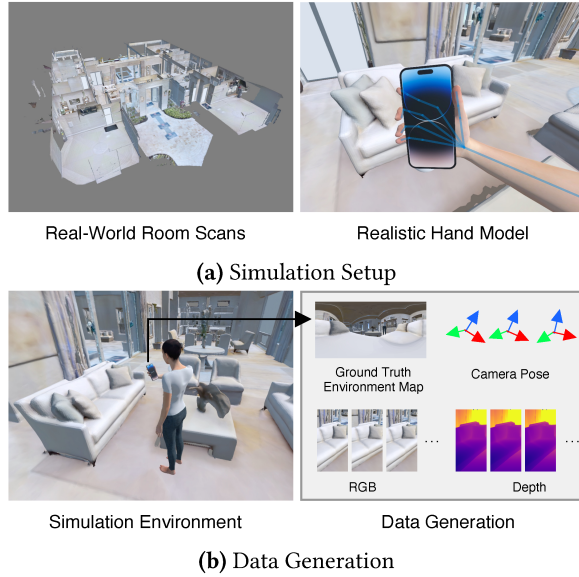 Real-World Room Scans
Realistic Hand Model
(a) Simulation Setup
Ground Truth
Environment Map
Camera Pose
...
...
RGB
Depth
Simulation Environment
Data Generation
(b) Data Generation